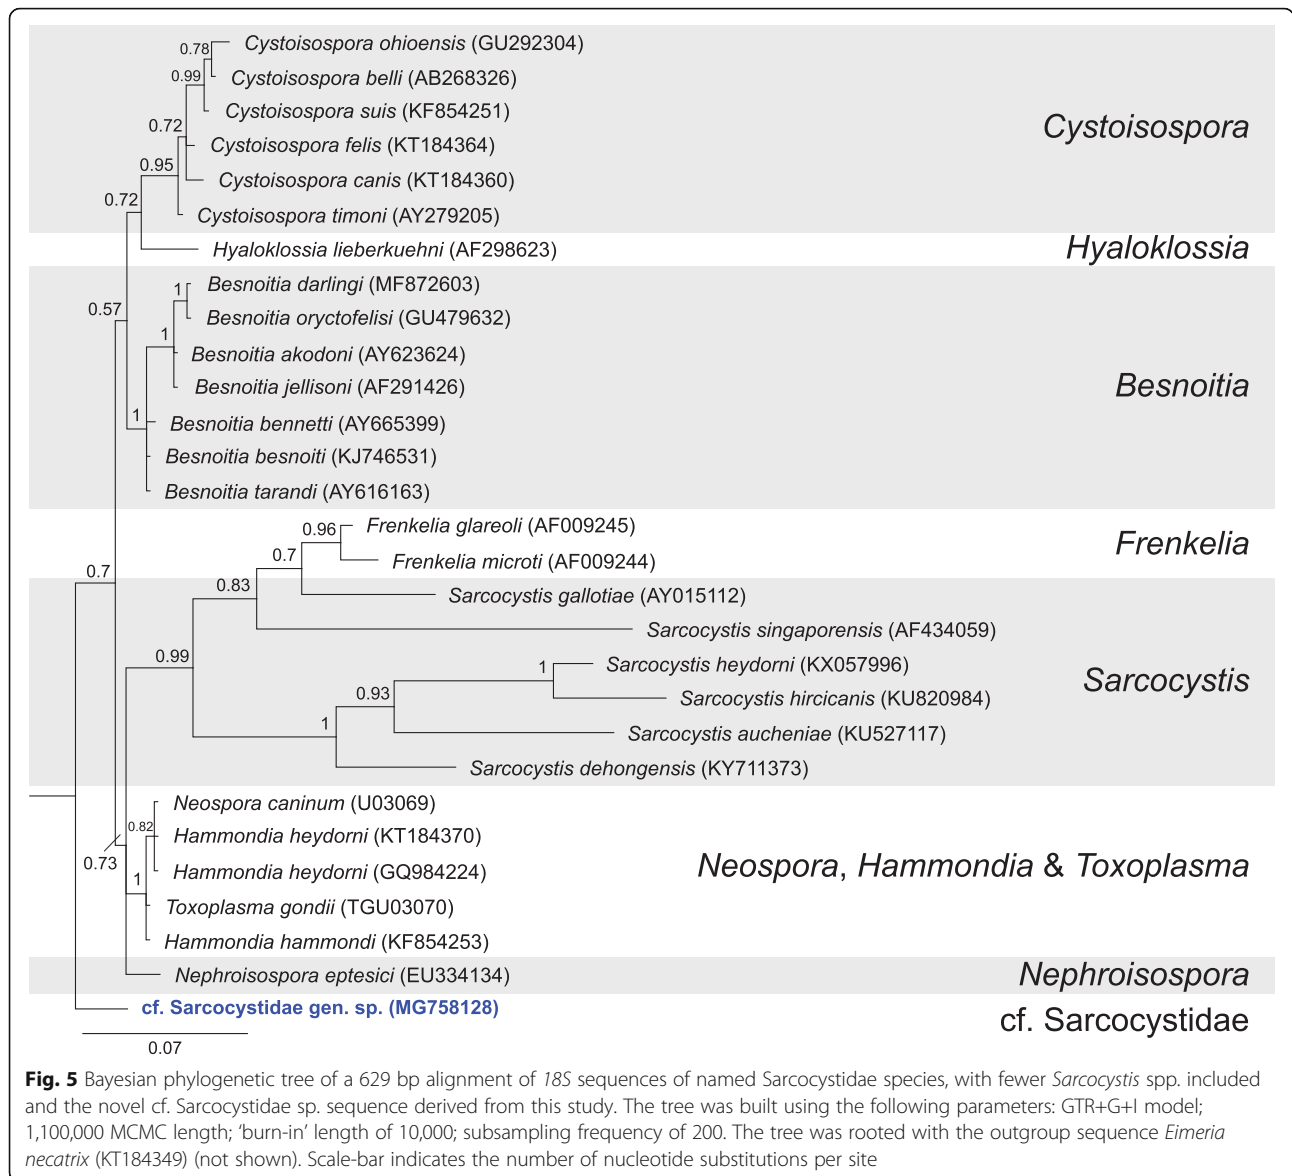 0.78
Cystoisospora ohioensis (GU292304)
0.99
Cystoisospora belli (AB268326)
Cystoisospora suis (KF854251)
Cystoisospora
0.72
Cystoisospora felis (KT184364)
0.95
Cystoisospora canis (KT184360)
0.72
Cystoisospora timoni (AY279205)
Hyaloklossia lieberkuehni (AF298623)
Hyaloklossia
1
Besnoitia darlingi (MF872603)
0.57
Besnoitia oryctofelisi (GU479632)
1
Besnoitia akodoni (AY623624)
Besnoitia jellisoni (AF291426)
Besnoitia
1
Besnoitia bennetti (AY665399)
Besnoitia besnoiti (KJ746531)
Besnoitia tarandi (AY616163)
0.96
Frenkelia glareoli (AF009245)
Frenkelia
0.7
Frenkelia microti (AF009244)
0.7
0.83
Sarcocystis gallotiae (AY015112)
Sarcocystis singaporensis (AF434059)
0.99
1
Sarcocystis heydorni (KX057996)
Sarcocystis
0.93
Sarcocystis hircicanis (KU820984)
1
Sarcocystis aucheniae (KU527117)
Sarcocystis dehongensis (KY711373)
Neospora caninum (U03069)
0.82
Hammondia heydorni (KT184370)
0.73
Hammondia heydorni (GQ984224)
Neospora, Hammondia & Toxoplasma
1
Toxoplasma gondii (TGU03070)
Hammondia hammondi (KF854253)
Nephroisospora eptesici (EU334134)
Nephroisospora
cf. Sarcocystidae gen. sp. (MG758128)
cf. Sarcocystidae
0.07
Fig. 5 Bayesian phylogenetic tree of a 629 bp alignment of 18S sequences of named Sarcocystidae species, with fewer Sarcocystis spp. included
and the novel cf. Sarcocystidae sp. sequence derived from this study. The tree was built using the following parameters: GTR+G+I model;
1,100,000 MCMC length; ‘burn-in’ length of 10,000; subsampling frequency of 200. The tree was rooted with the outgroup sequence Eimeria
necatrix (KT184349) (not shown). Scale-bar indicates the number of nucleotide substitutions per site